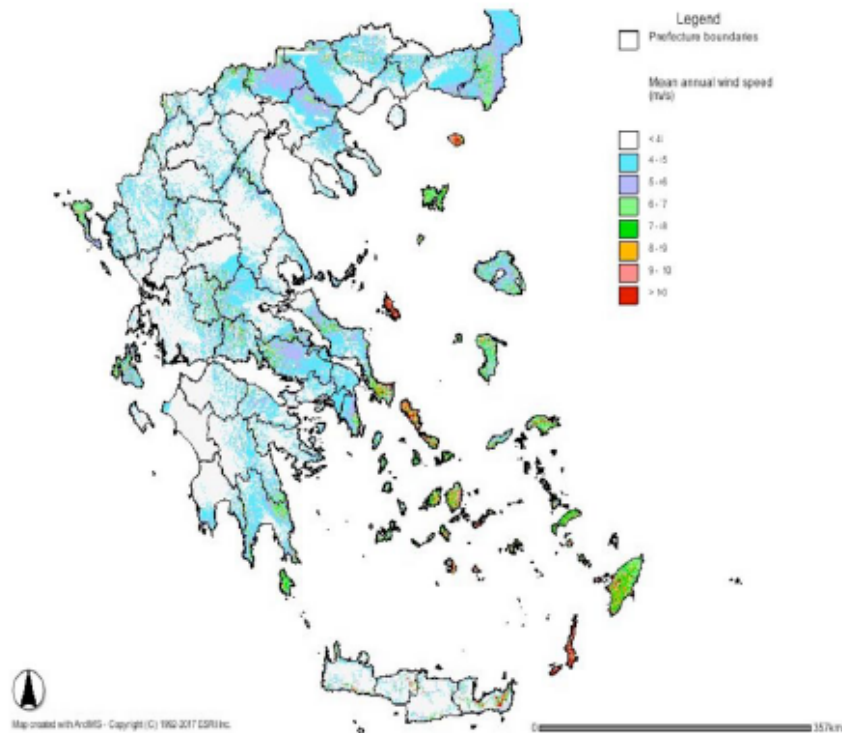 Legend
Prefecture boundaries
Mean annual wind speed
(m/s)
< 4
4 - 5
5 - 6
6 - 7
7 - 8
8 - 9
9 - 10
> 10
Map created with ArcIMS - Copyright (C) 1992-2017 ESRI Inc.
0
357km